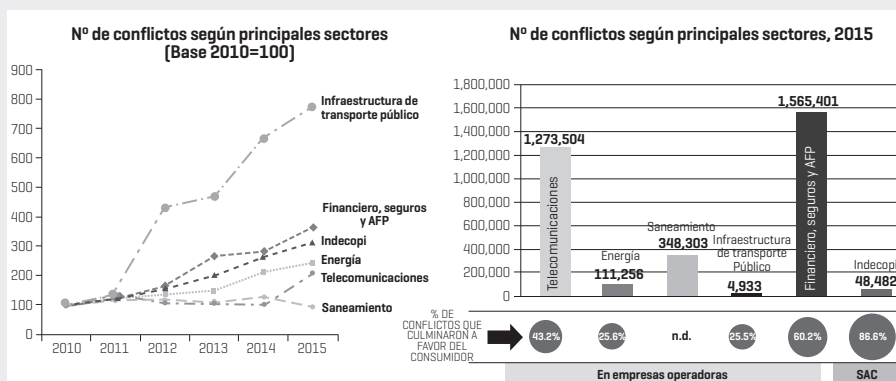 Nº de conflictos según principales sectores
(Base 2010=100)
900
800
700
600
500
400
300
200
100
0
2010
2011
2012
2013
2014
2015
Infraestructura de
transporte público
Financiero, seguros
y AFP
Indecopi
Energía
Telecomunicaciones
Saneamiento
Nº de conflictos según principales sectores, 2015
1,800,000
1,600,000
1,400,000
1,200,000
1,000,000
800,000
600,000
400,000
200,000
0
1,273,504
Telecomunicaciones
Energía
111,256
Saneamiento
348,303
Infraestructura
de transporte
Público
4,933
1,565,401
Financiero, seguros y AFP
Indecopi
48,482
% DE
CONFLICTOS QUE
CULMINARON A
FAVOR DEL
CONSUMIDOR
43.2%
25.6%
n.d.
25.5%
60.2%
86.6%
En empresas operadoras
SAC